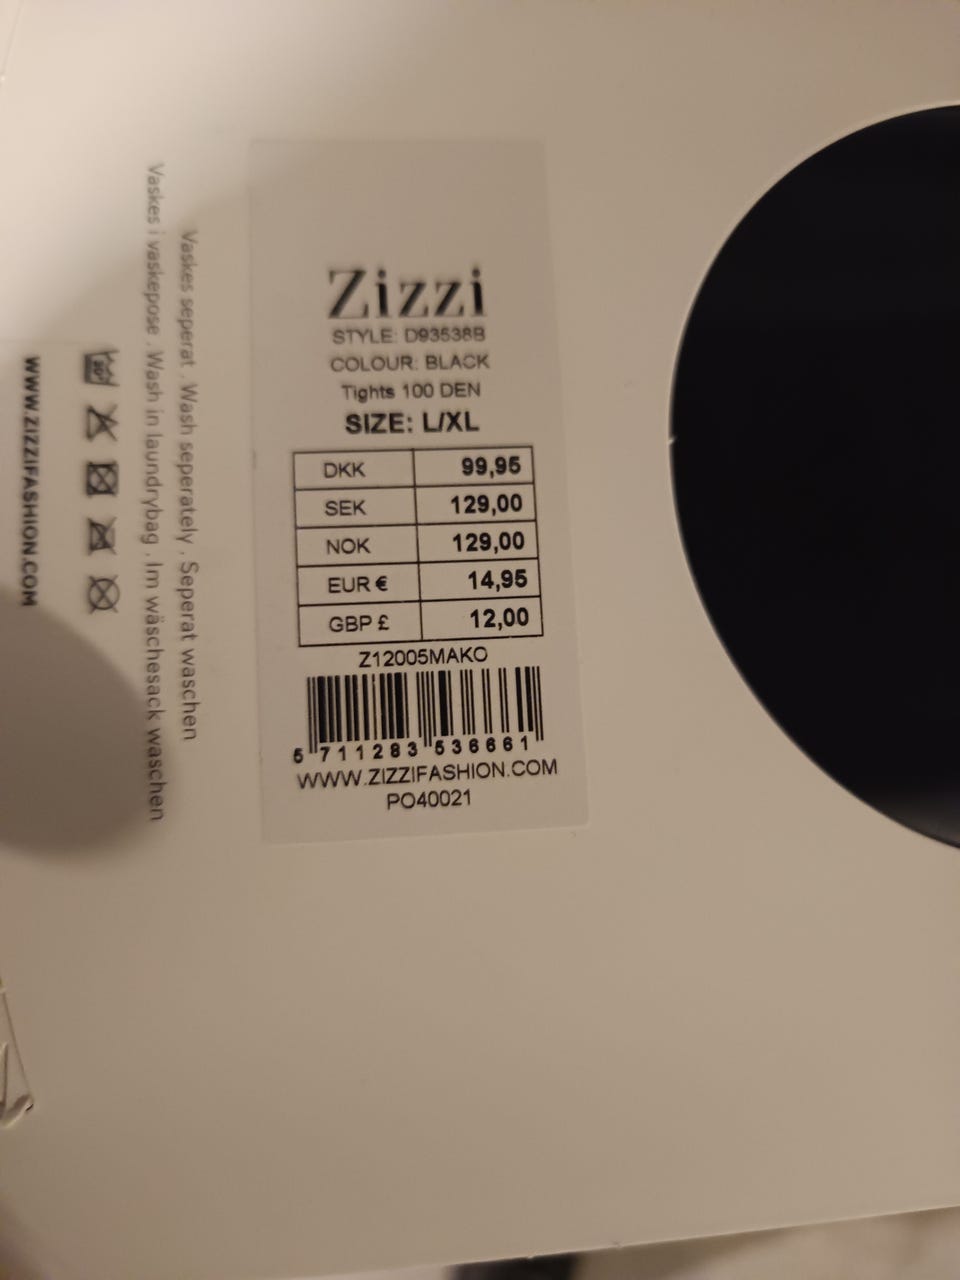 Zizzi
STYLE: D93538B
COLOUR: BLACK
Tights 100 DEN
SIZE: L/XL
DKK 99,95
SEK 129,00
NOK 129,00
EUR € 14,95
GBP £ 12,00
Z12005MAKO
5 711283 536661
WWW.ZIZZIFASHION.COM
PO40021
Vaskes seperat . Wash seperately . Seperat waschen
Vaskes i vaskepose . Wash in laundrybag . Im wäschesack waschen
WWW.ZIZZIFASHION.COM